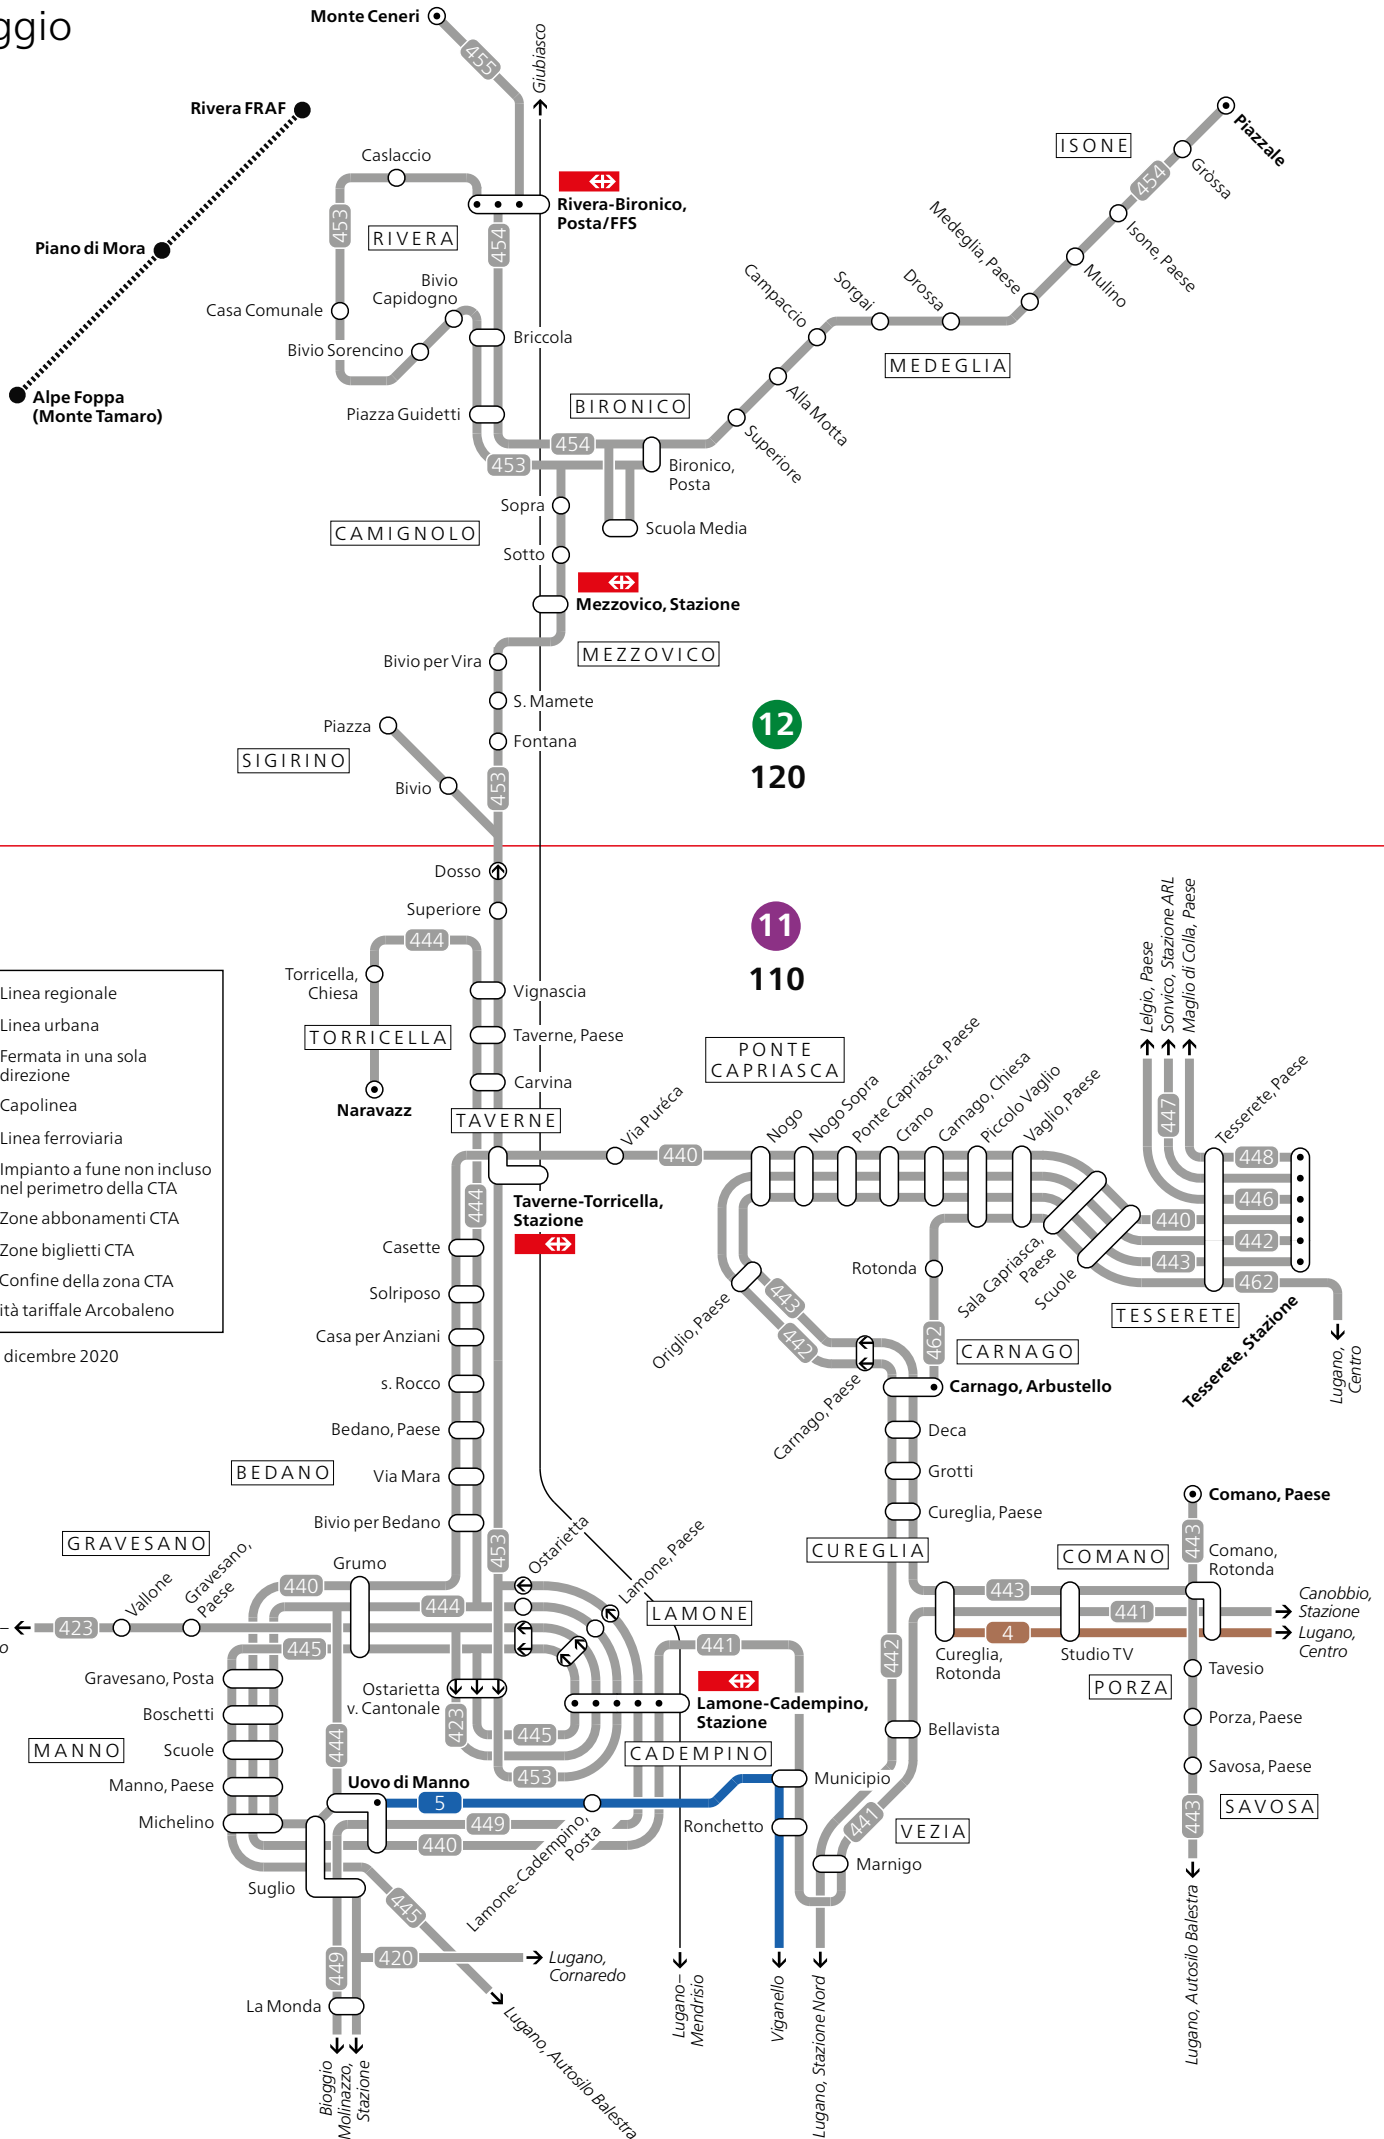 ggio
Monte Ceneri
455
Giubiasco
Rivera FRAF
Piano di Mora
Alpe Foppa
(Monte Tamaro)
Caslaccio
Rivera-Bironico,
Posta/FFS
453
RIVERA
454
Bivio
Capidogno
Casa Comunale
Bivio Sorencino
Briccola
Piazza Guidetti
ISONE
Piazzale
Gròssa
454
Isone, Paese
Mulino
Medeglia, Paese
Drossa
Sorgai
Campaccio
MEDEGLIA
Alla Motta
Superiore
BIRONICO
454
453
Bironico,
Posta
Scuola Media
Sopra
CAMIGNOLO
Sotto
Mezzovico, Stazione
MEZZOVICO
Bivio per Vira
S. Mamete
Fontana
Piazza
SIGIRINO
Bivio
453
12
120
Dosso
Superiore
11
110
444
Torricella,
Chiesa
TORRICELLA
Naravazz
Vignascia
Taverne, Paese
Carvina
TAVERNE
Linea regionale
Linea urbana
Fermata in una sola
direzione
Capolinea
Linea ferroviaria
Impianto a fune non incluso
nel perimetro della CTA
Zone abbonamenti CTA
Zone biglietti CTA
Confine della zona CTA
ità tariffale Arcobaleno
dicembre 2020
Via Puréca
440
PONTE
CAPRIASCA
Nogo
Nogo Sopra
Ponte Capriasca, Paese
Crano
Carnago, Chiesa
Piccolo Vaglio
Vaglio, Paese
Lelgio, Paese
Sonvico, Stazione ARL
Maglio di Colla, Paese
447
Tesserete, Paese
448
446
440
442
443
462
Sala Capriasca,
Paese
Scuole
TESSERETE
Tesserete, Stazione
Lugano,
Centro
Taverne-Torricella,
Stazione
444
Casette
Solriposo
Casa per Anziani
s. Rocco
Bedano, Paese
BEDANO
Via Mara
Bivio per Bedano
Rotonda
462
CARNAGO
Origlio, Paese
443
442
Carnago, Paese
Carnago, Arbustello
Deca
Grotti
Cureglia, Paese
CUREGLIA
Comano, Paese
443
COMANO
Comano,
Rotonda
443
441
4
Canobbio,
Stazione
Lugano,
Centro
Cureglia,
Rotonda
Studio TV
PORZA
Tavesio
Porza, Paese
Savosa, Paese
SAVOSA
443
Lugano, Autosilo Balestra
GRAVESANO
Vallone
Gravesano,
Paese
423
Grumo
440
444
445
453
Ostarietta
Lamone, Paese
LAMONE
441
Gravesano, Posta
Boschetti
MANNO
Scuole
Manno, Paese
Michelino
Ostarietta
v. Cantonale
423
445
453
444
Lamone-Cadempino,
Stazione
CADEMPINO
442
Bellavista
Uovo di Manno
5
449
440
Municipio
Ronchetto
441
VEZIA
Marnigo
Lamone-Cadempino,
Posta
Suglio
445
449
420
Lugano,
Cornaredo
La Monda
Bioggio
Molinazzo,
Stazione
Lugano, Autosilo Balestra
Lugano–
Mendrisio
Viganello
Lugano, Stazione Nord